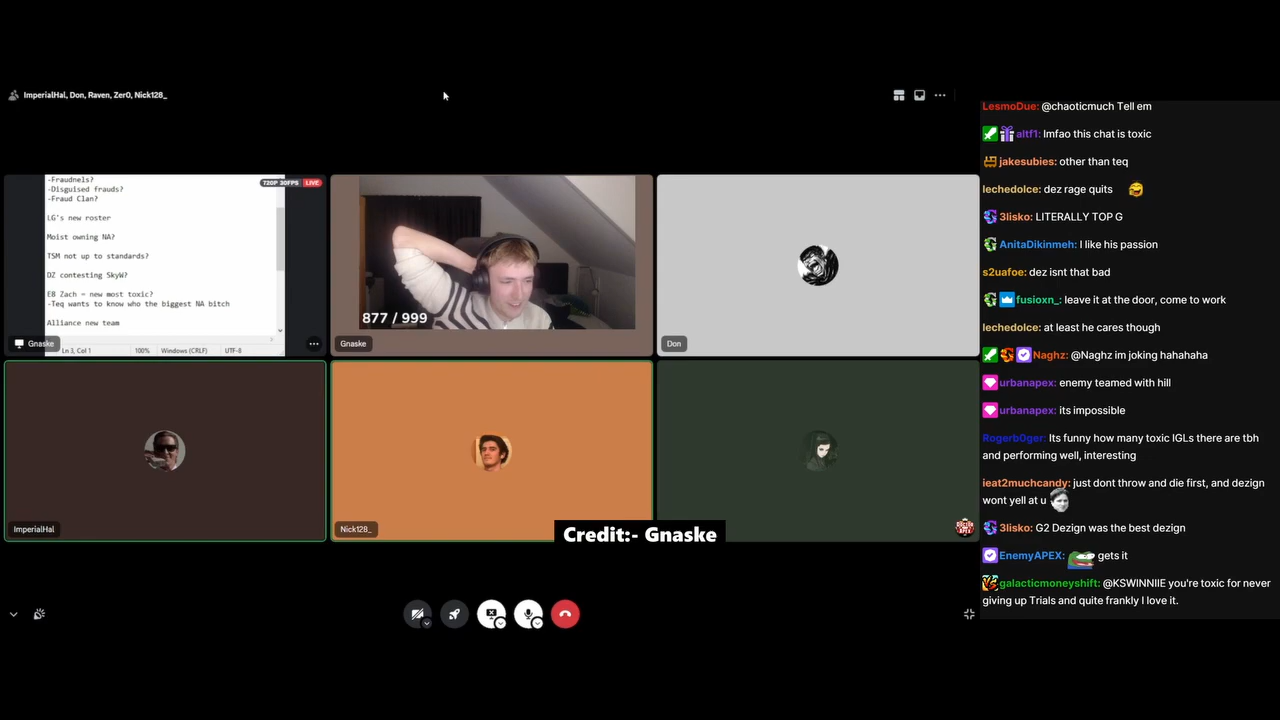 ImperialHal, Don, Raven, Zer0, Nick128_
-Fraudnels?
-Disguised frauds?
-Fraud Clan?
LG's new roster
Moist owning NA?
TSM not up to standards?
DZ contesting SkyW?
E8 Zach = new most toxic?
-Teq wants to know who the biggest NA bitch
Alliance new team
720P 30FPS LIVE
Gnaske
Ln 3, Col 1 100% Windows (CRLF) UTF-8
877 / 999
Gnaske
Don
ImperialHal
Nick128_
Credit:- Gnaske
LesmoDue: @chaoticmuch Tell em
altf1: lmfao this chat is toxic
jakesubies: other than teq
lechedolce: dez rage quits
3lisko: LITERALLY TOP G
AnitaDikinmeh: I like his passion
s2uafoe: dez isnt that bad
fusioxn_: leave it at the door, come to work
lechedolce: at least he cares though
Naghz: @Naghz im joking hahahaha
urbanapex: enemy teamed with hill
urbanapex: its impossible
Rogerb0ger: Its funny how many toxic IGLs there are tbh
and performing well, interesting
ieat2muchcandy: just dont throw and die first, and dezign
wont yell at u
3lisko: G2 Dezign was the best dezign
EnemyAPEX: gets it
galacticmoneyshift: @KSWINNIIE you're toxic for never
giving up Trials and quite frankly I love it.